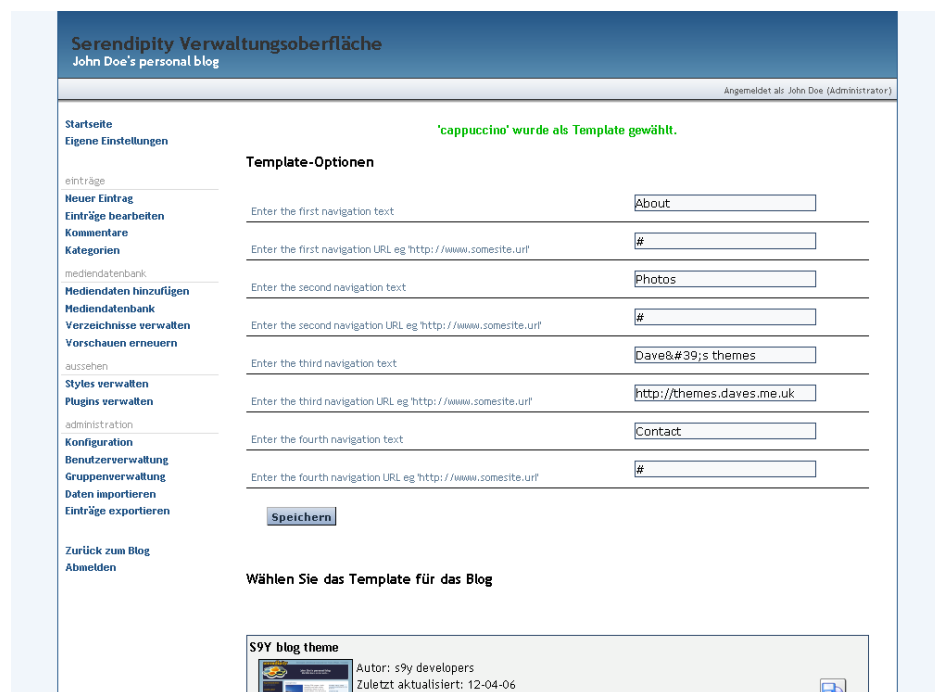 Serendipity Verwaltungsoberfläche
John Doe's personal blog
Angemeldet als John Doe (Administrator)
Startseite
Eigene Einstellungen
einträge
Neuer Eintrag
Einträge bearbeiten
Kommentare
Kategorien
mediendatenbank
Mediendaten hinzufügen
Mediendatenbank
Verzeichnisse verwalten
Vorschauen erneuern
aussehen
Styles verwalten
Plugins verwalten
administration
Konfiguration
Benutzerverwaltung
Gruppenverwaltung
Daten importieren
Einträge exportieren
Zurück zum Blog
Abmelden
'cappuccino' wurde als Template gewählt.
Template-Optionen
Enter the first navigation text About
Enter the first navigation URL eg 'http://www.somesite.url' #
Enter the second navigation text Photos
Enter the second navigation URL eg 'http://www.somesite.url' #
Enter the third navigation text Dave&#39;s themes
Enter the third navigation URL eg 'http://www.somesite.url' http://themes.daves.me.uk
Enter the fourth navigation text Contact
Enter the fourth navigation URL eg 'http://www.somesite.url' #
Speichern
Wählen Sie das Template für das Blog
S9Y blog theme
Autor: s9y developers
Zuletzt aktualisiert: 12-04-06